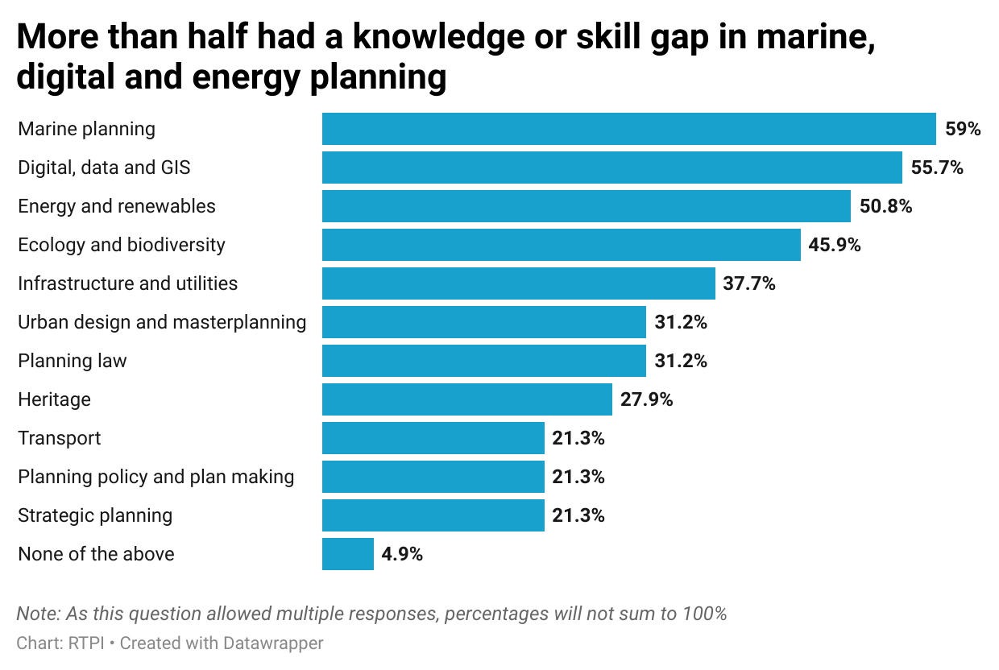 More than half had a knowledge or skill gap in marine,
digital and energy planning
Marine planning 59%
Digital, data and GIS 55.7%
Energy and renewables 50.8%
Ecology and biodiversity 45.9%
Infrastructure and utilities 37.7%
Urban design and masterplanning 31.2%
Planning law 31.2%
Heritage 27.9%
Transport 21.3%
Planning policy and plan making 21.3%
Strategic planning 21.3%
None of the above 4.9%
Note: As this question allowed multiple responses, percentages will not sum to 100%
Chart: RTPI • Created with Datawrapper